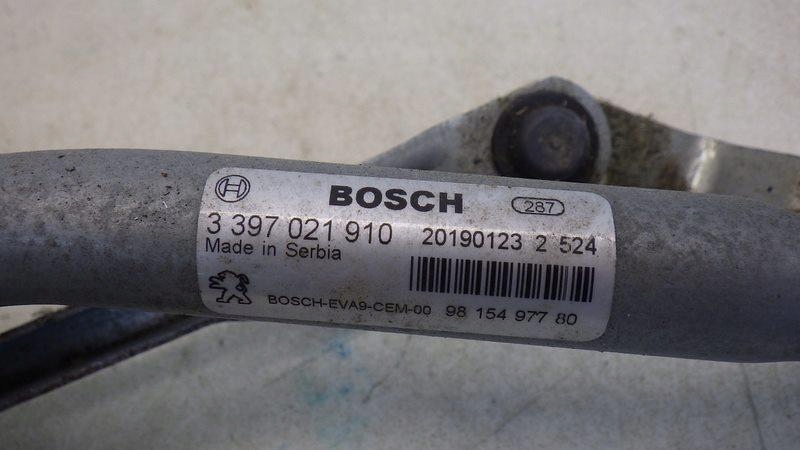 BOSCH 287
3 397 021 910 20190123 2 524
Made in Serbia
BOSCH-EVA9-CEM-00 98 154 977 80